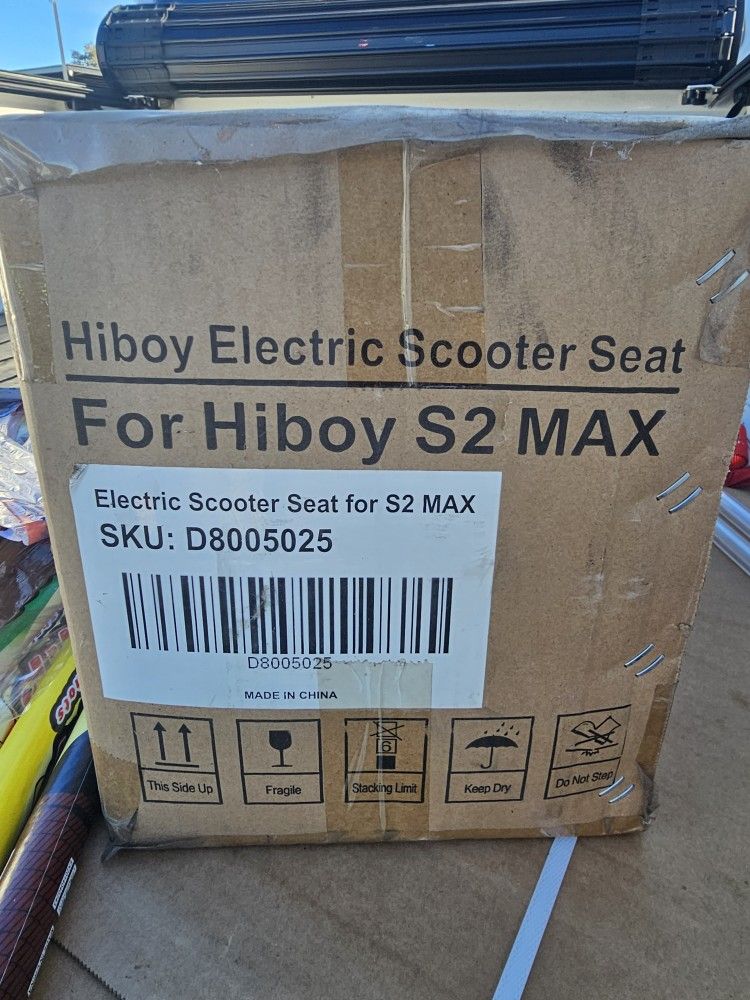 Hiboy Electric Scooter Seat
For Hiboy S2 MAX
Electric Scooter Seat for S2 MAX
SKU: D8005025
D8005025
MADE IN CHINA
6
This Side Up
Fragile
Stacking Limit
Keep Dry
Do Not Step